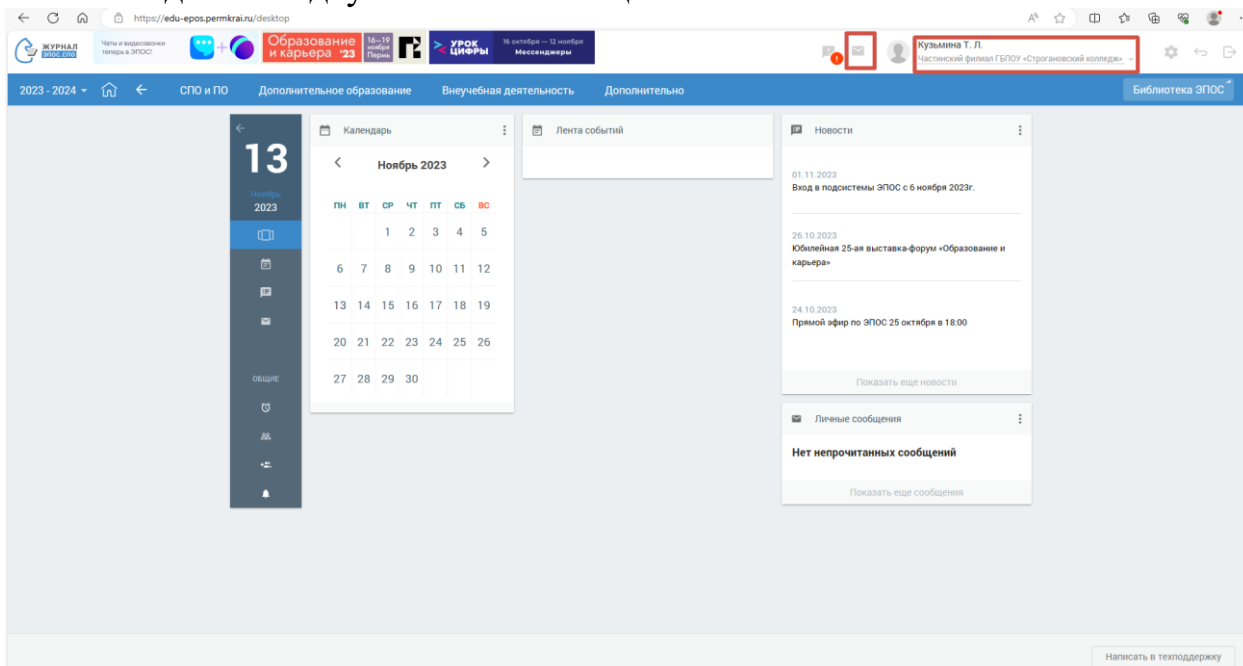 https://edu-epos.permkrai.ru/desktop
ЖУРНАЛ
ЭПОС.СПО
Чаты и видеозвонки
теперь в ЭПОС!
Образование
и карьера '23
16–19
ноября
Пермь
УРОК
ЦИФРЫ
16 октября — 12 ноября
Мессенджеры
Кузьмина Т. Л.
Частинский филиал ГБПОУ «Строгановский колледж»
2023 - 2024
СПО и ПО
Дополнительное образование
Внеучебная деятельность
Дополнительно
Библиотека ЭПОС
13
Ноябрь
2023
ОБЩИЕ
Календарь
Ноябрь 2023
ПН ВТ СР ЧТ ПТ СБ ВС
1 2 3 4 5
6 7 8 9 10 11 12
13 14 15 16 17 18 19
20 21 22 23 24 25 26
27 28 29 30
Лента событий
Новости
01.11.2023
Вход в подсистемы ЭПОС с 6 ноября 2023г.
26.10.2023
Юбилейная 25-ая выставка-форум «Образование и
карьера»
24.10.2023
Прямой эфир по ЭПОС 25 октября в 18:00
Показать еще новости
Личные сообщения
Нет непрочитанных сообщений
Показать еще сообщения
Написать в техподдержку